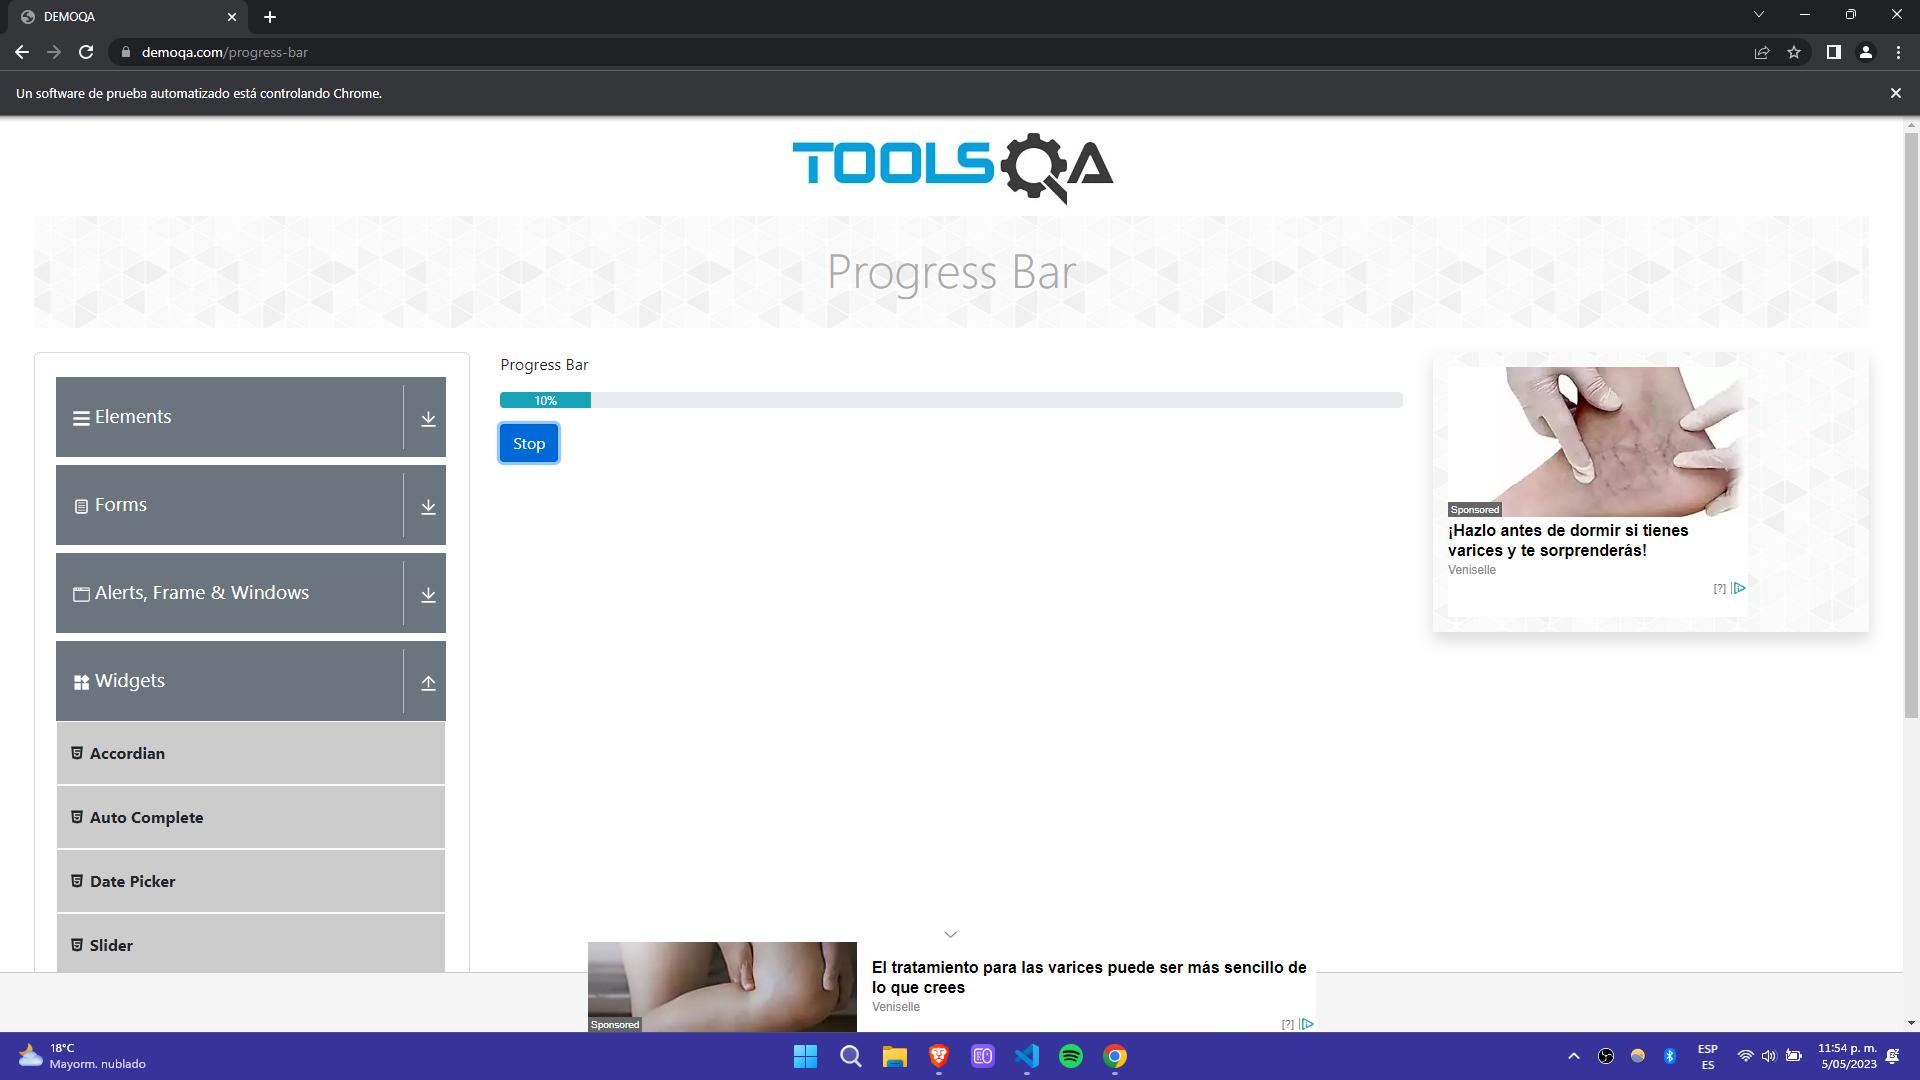 DEMOQA
demoqa.com/progress-bar
Un software de prueba automatizado está controlando Chrome.
TOOLSQA
Progress Bar
Elements
Forms
Alerts, Frame & Windows
Widgets
Accordian
Auto Complete
Date Picker
Slider
Progress Bar
10%
Stop
Sponsored
¡Hazlo antes de dormir si tienes
varices y te sorprenderás!
Veniselle
[?]
Sponsored
El tratamiento para las varices puede ser más sencillo de
lo que crees
Veniselle
[?]
18°C
Mayorm. nublado
ESP
ES
11:54 p. m.
5/05/2023